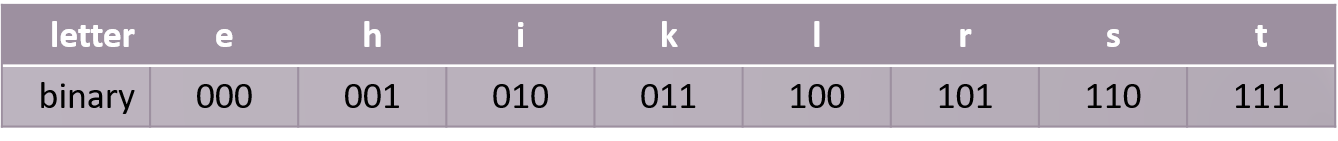 letter e h i k l r s t
binary 000 001 010 011 100 101 110 111